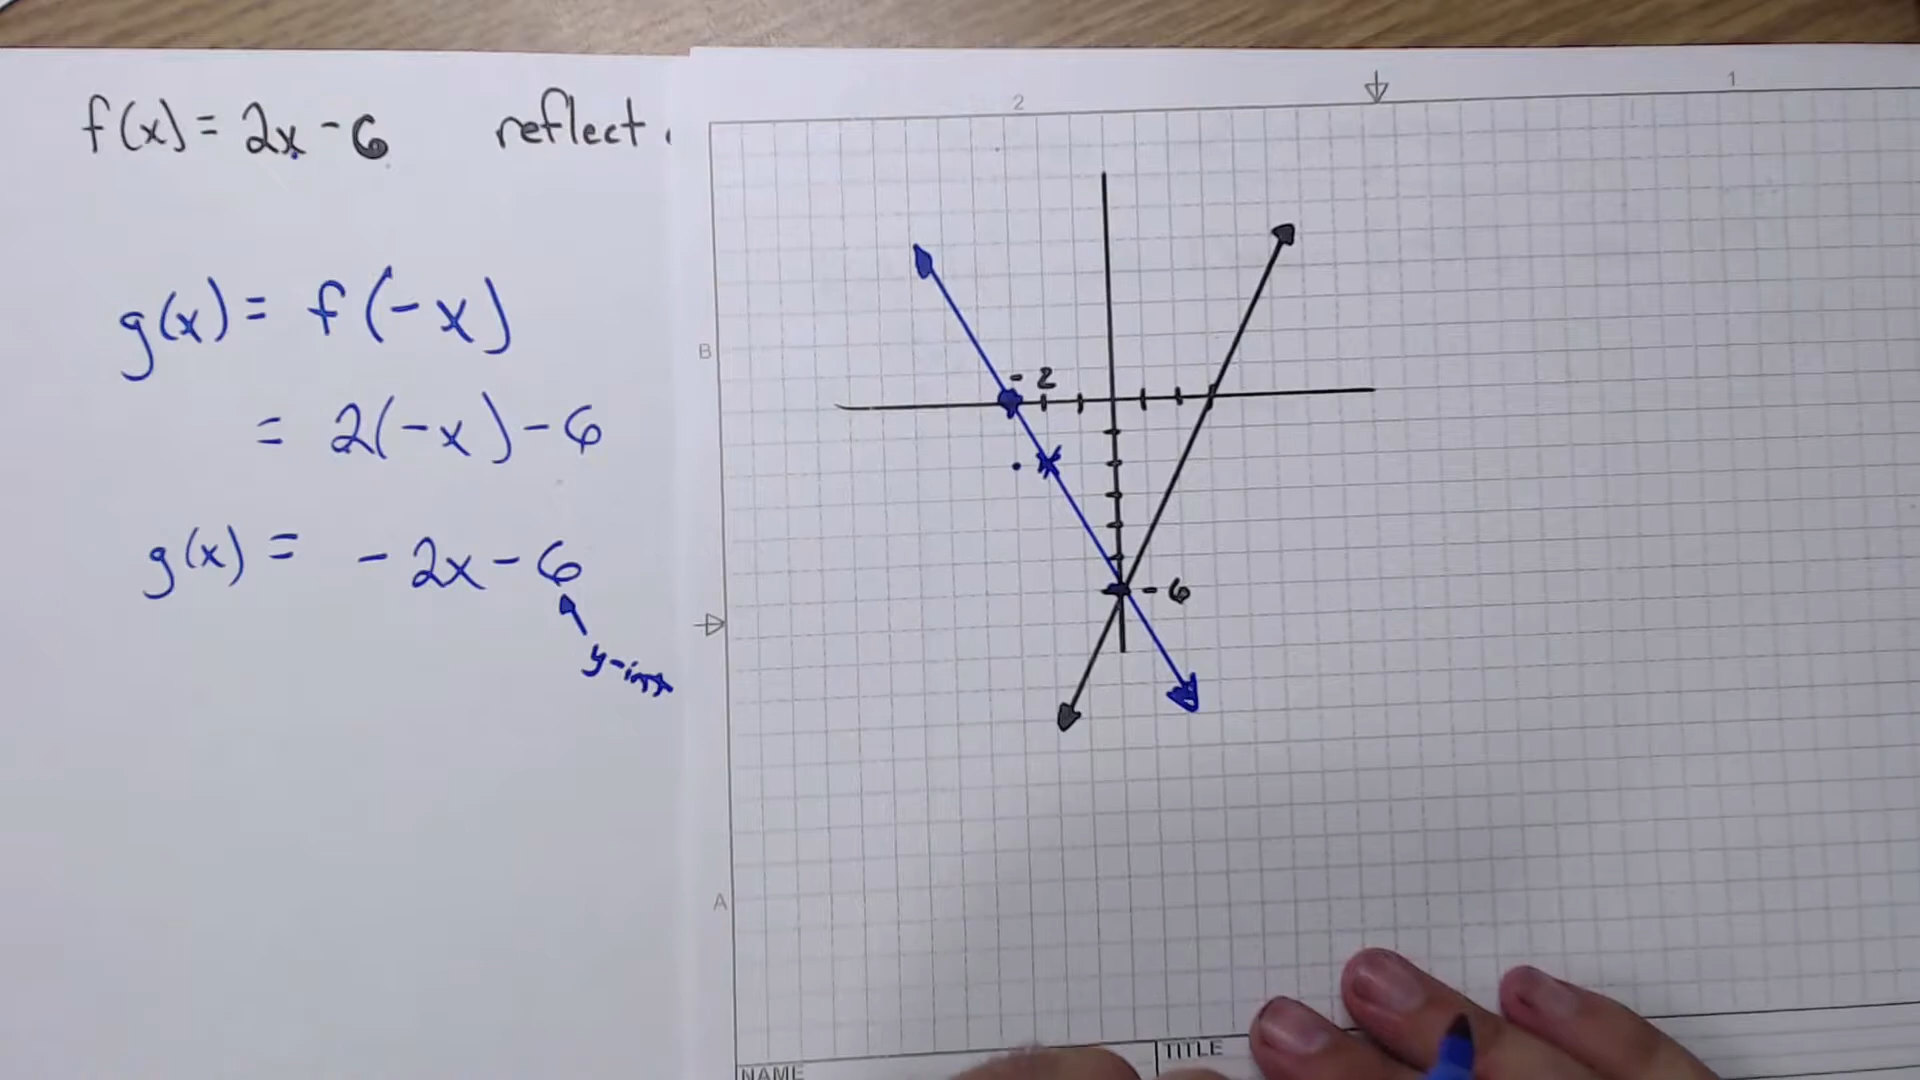 f(x) = 2x - 6 reflect
g(x) = f(-x)
= 2(-x) - 6
g(x) = -2x - 6
y-int
2
1
B
A
-2
-6
NAME
TITLE